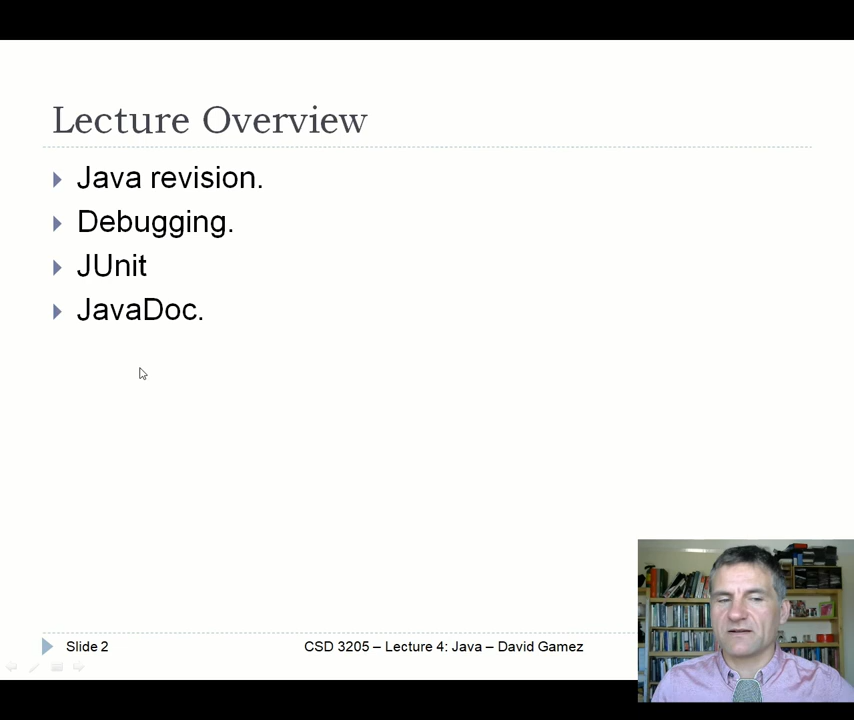 Lecture Overview
Java revision.
Debugging.
JUnit
JavaDoc.
Slide 2
CSD 3205 – Lecture 4: Java – David Gamez